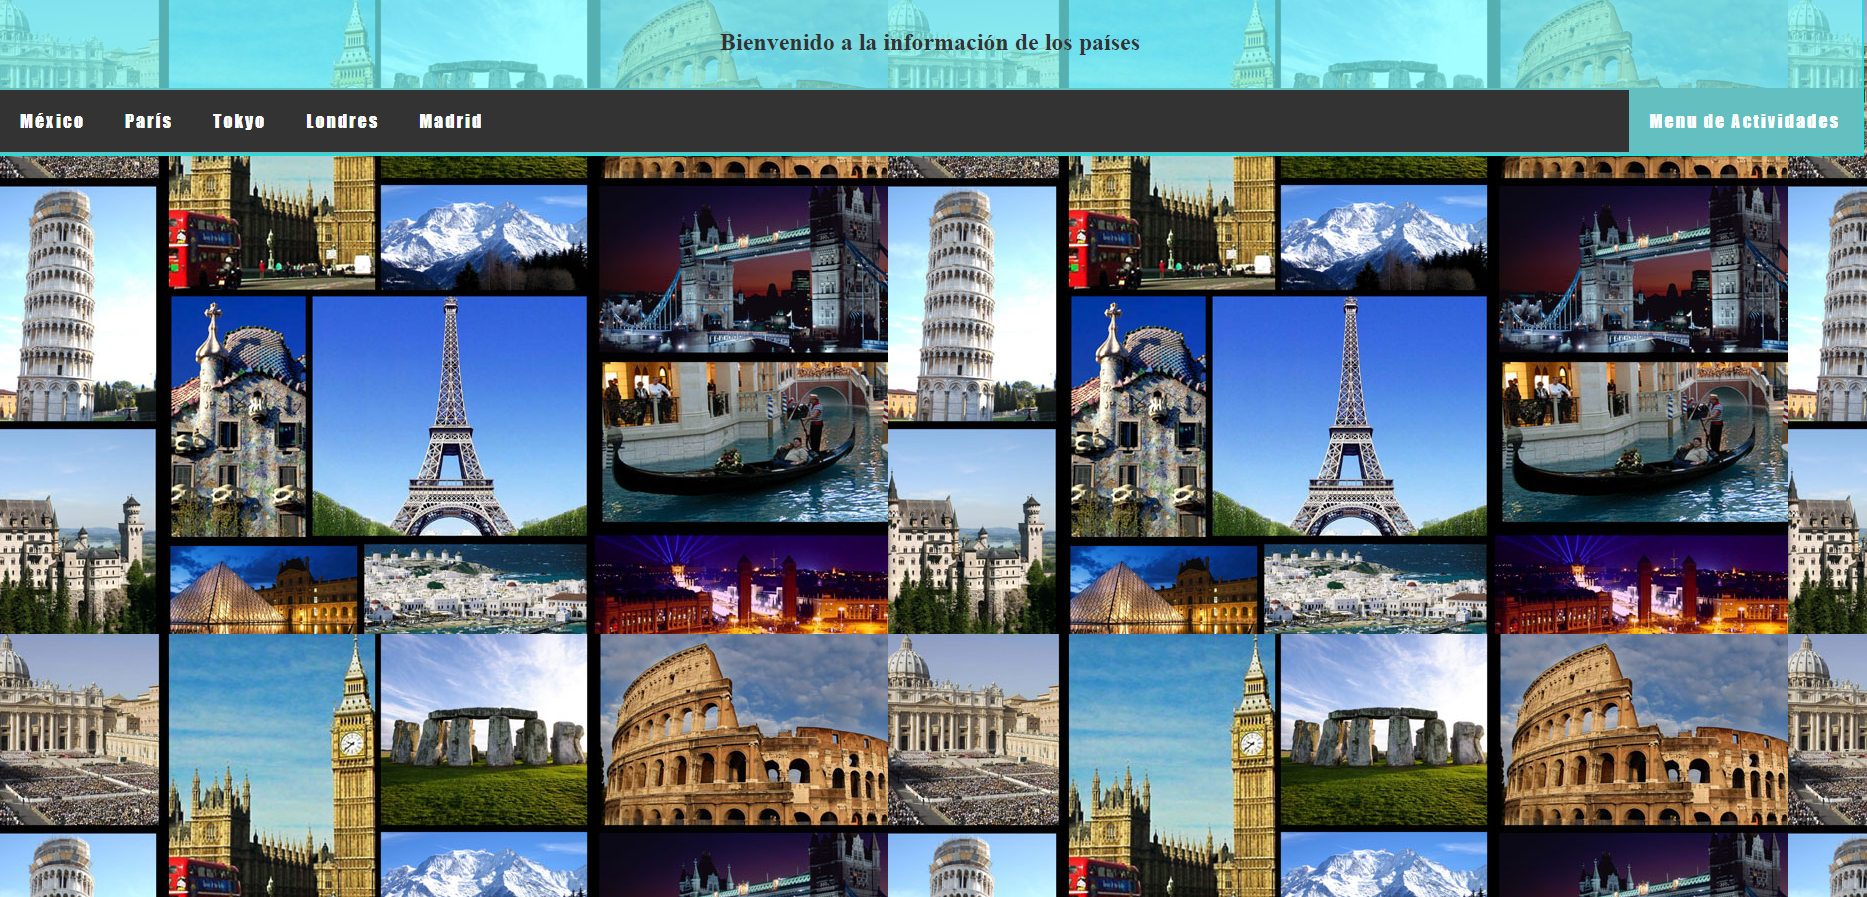 Bienvenido a la información de los países
México París Tokyo Londres Madrid Menu de Actividades